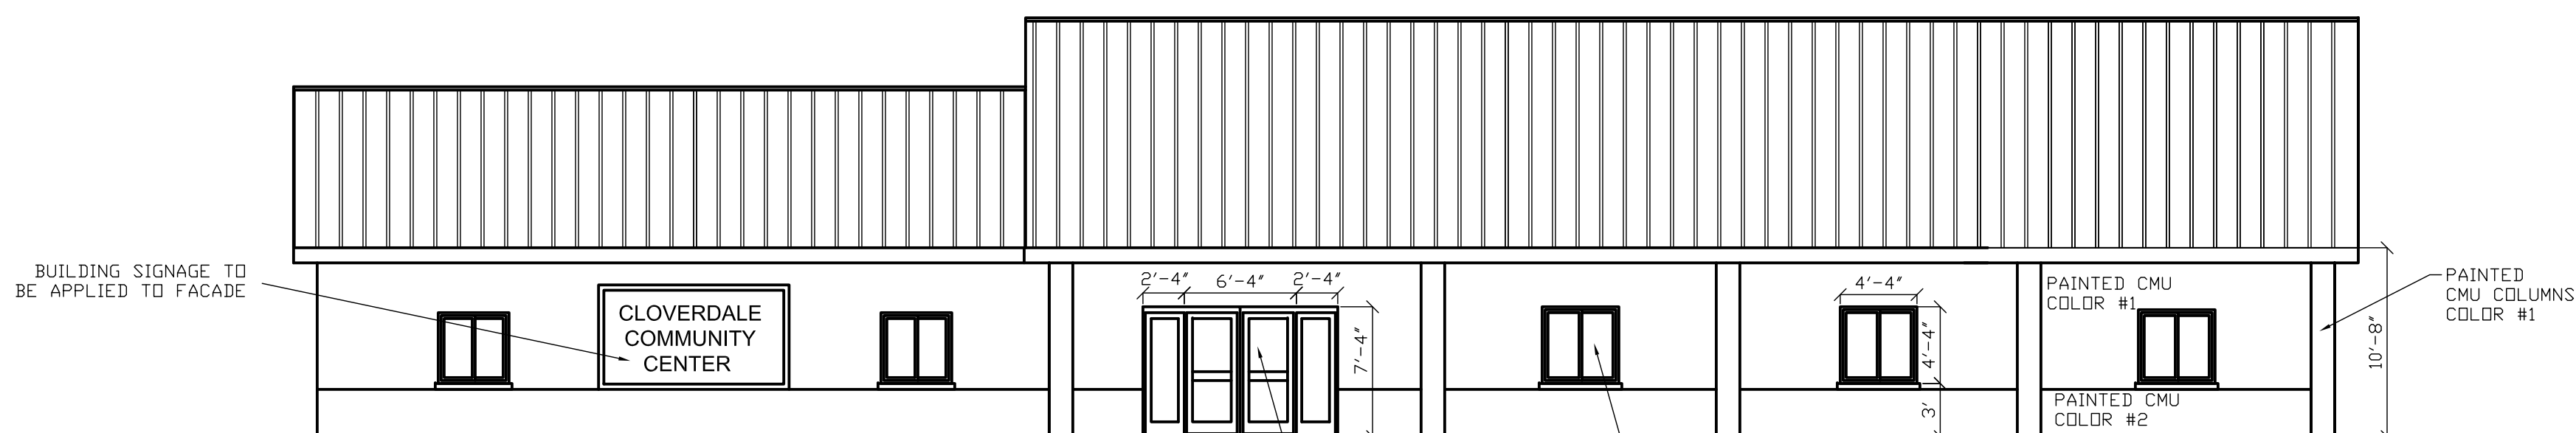 BUILDING SIGNAGE TO
BE APPLIED TO FACADE
CLOVERDALE
COMMUNITY
CENTER
2'-4"
6'-4"
2'-4"
7'-4"
4'-4"
4'-4"
3'
PAINTED CMU
COLOR #1
PAINTED CMU
COLOR #2
10'-8"
PAINTED
CMU COLUMNS
COLOR #1